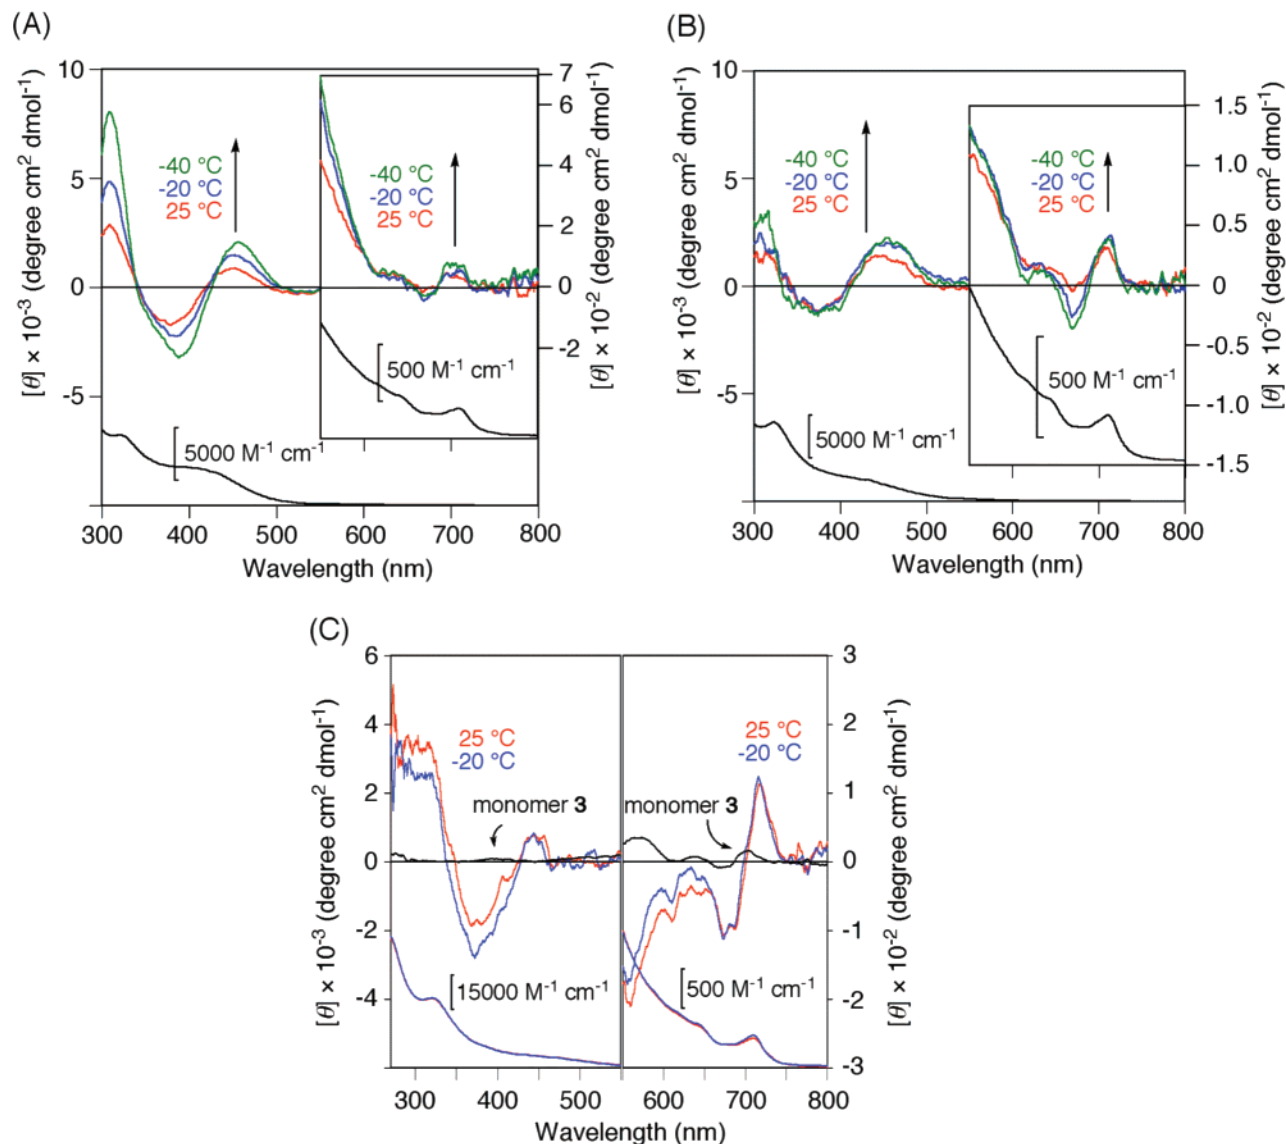 (A)
[θ] × 10⁻³ (degree cm² dmol⁻¹)
10
5
0
-5
-40 °C
-20 °C
25 °C
-40 °C
-20 °C
25 °C
7
6
4
2
0
-2
[θ] × 10⁻² (degree cm² dmol⁻¹)
500 M⁻¹ cm⁻¹
5000 M⁻¹ cm⁻¹
300 400 500 600 700 800
Wavelength (nm)
(B)
[θ] × 10⁻³ (degree cm² dmol⁻¹)
10
5
0
-5
-40 °C
-20 °C
25 °C
-40 °C
-20 °C
25 °C
1.5
1.0
0.5
0
-0.5
-1.0
-1.5
[θ] × 10⁻² (degree cm² dmol⁻¹)
500 M⁻¹ cm⁻¹
5000 M⁻¹ cm⁻¹
300 400 500 600 700 800
Wavelength (nm)
(C)
[θ] × 10⁻³ (degree cm² dmol⁻¹)
6
4
2
0
-2
-4
25 °C
-20 °C
monomer 3
15000 M⁻¹ cm⁻¹
25 °C
-20 °C
monomer 3
500 M⁻¹ cm⁻¹
3
2
1
0
-1
-2
-3
[θ] × 10⁻² (degree cm² dmol⁻¹)
300 400 500 600 700 800
Wavelength (nm)